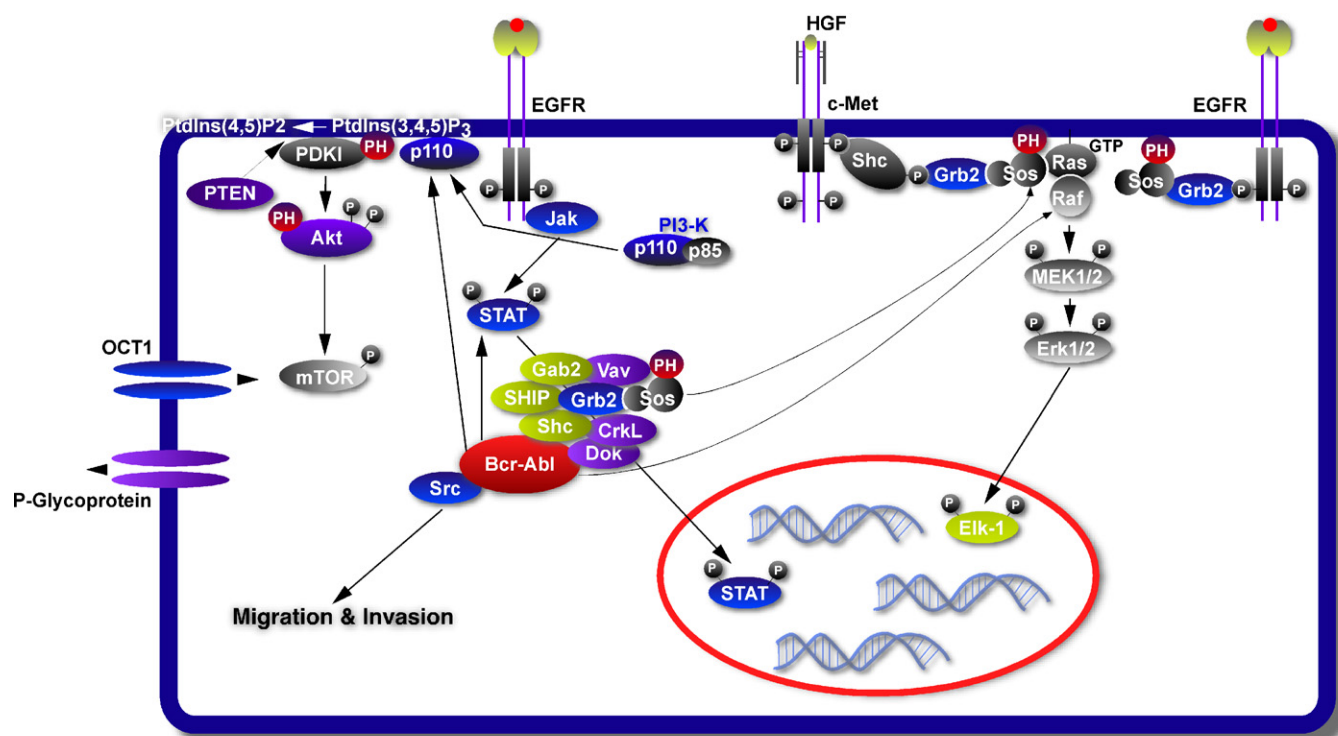 HGF
EGFR
c-Met
EGFR
PtdIns(4,5)P2
PtdIns(3,4,5)P3
PDKI
PH
p110
P
P
Shc
P
Grb2
Sos
PH
Ras
GTP
PH
Sos
Grb2
P
P
PTEN
P
P
Raf
P
P
PH
Akt
P
P
Jak
PI3-K
p110
p85
P
P
MEK1/2
P
P
STAT
P
P
Erk1/2
OCT1
mTOR
P
Gab2
Vav
PH
SHIP
Grb2
Sos
Shc
CrkL
Dok
Bcr-Abl
Src
P-Glycoprotein
P
P
Elk-1
P
P
STAT
Migration & Invasion